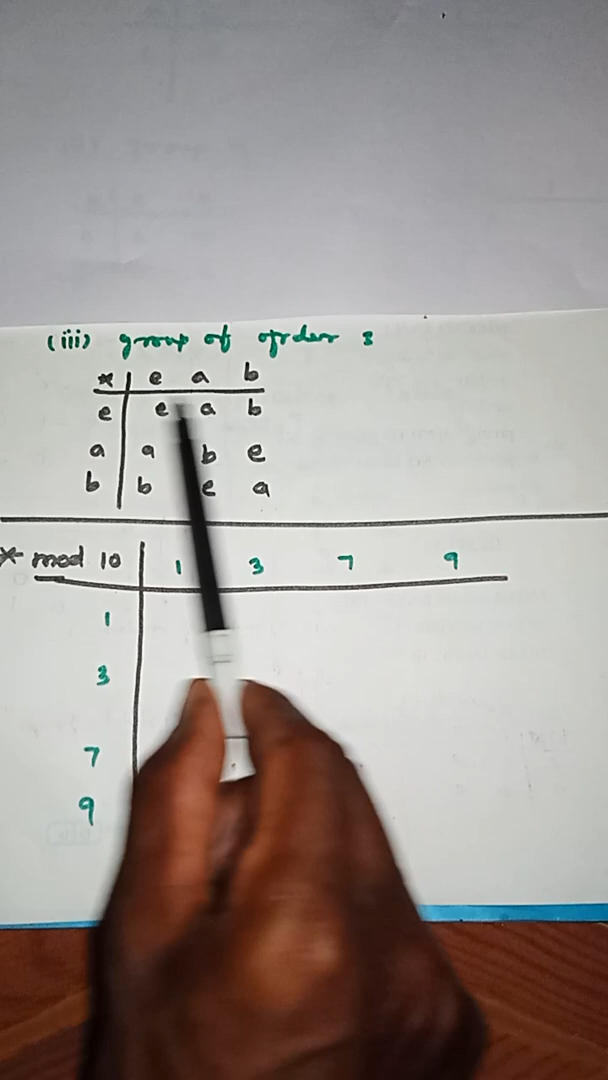 (iii) group of order 3
* e a b
e e a b
a a b e
b b e a
* mod 10 1 3 7 9
1
3
7
9